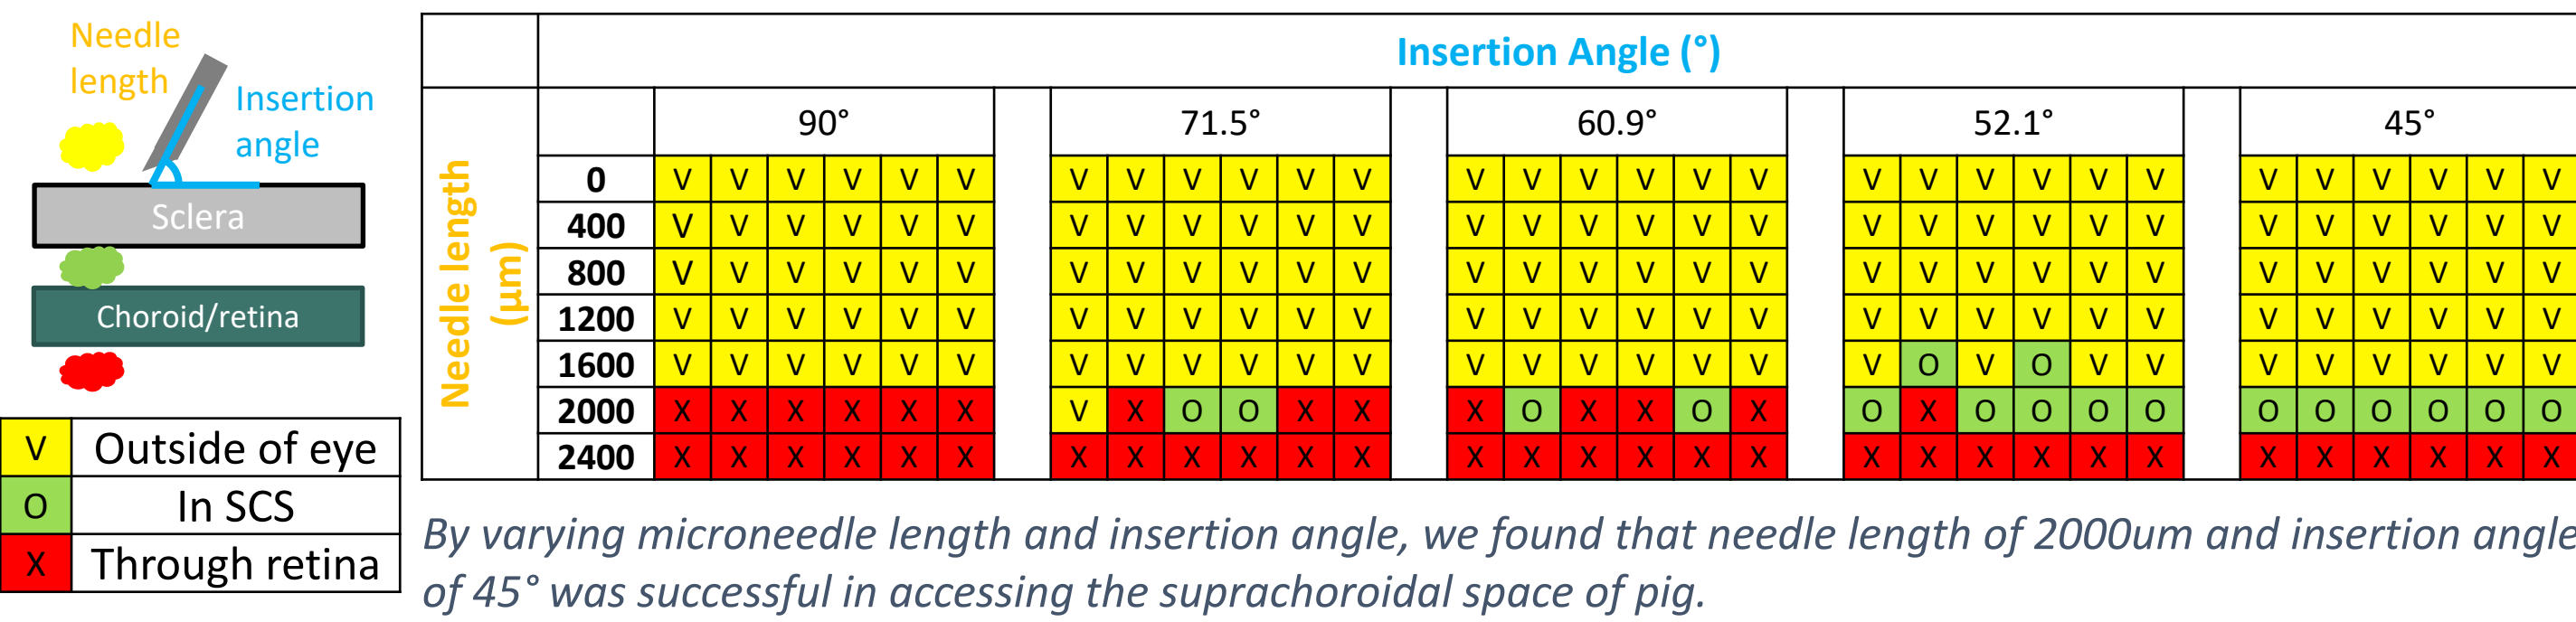 Needle
length
Insertion
angle
Sclera
Choroid/retina
V Outside of eye
O In SCS
X Through retina
Insertion Angle (°)
Needle length
(μm)
90° 71.5° 60.9° 52.1° 45°
0 V V V V V V V V V V V V V V V V V V V V V V V V V V V V V V
400 V V V V V V V V V V V V V V V V V V V V V V V V V V V V V V
800 V V V V V V V V V V V V V V V V V V V V V V V V V V V V V V
1200 V V V V V V V V V V V V V V V V V V V V V V V V V V V V V V
1600 V V V V V V V V V V V V V V V V V V V O V O V V V V V V V V
2000 X X X X X X V X O O X X X O X X O X O X O O O O O O O O O O
2400 X X X X X X X X X X X X X X X X X X X X X X X X X X X X X X
By varying microneedle length and insertion angle, we found that needle length of 2000um and insertion angle
of 45° was successful in accessing the suprachoroidal space of pig.